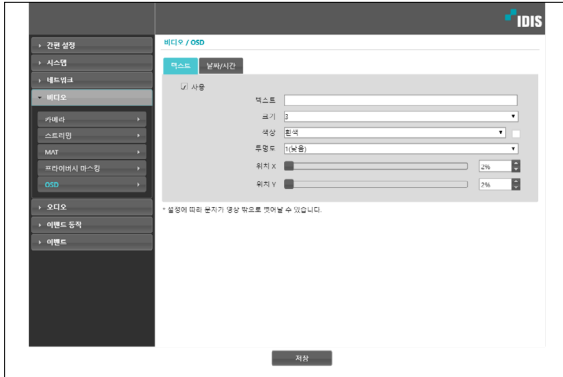 IDIS
간편 설정
시스템
네트워크
비디오
카메라
스트리밍
MAT
프라이버시 마스킹
OSD
오디오
이벤트 동작
이벤트
비디오 / OSD
텍스트 날짜/시간
사용
텍스트
크기 3
색상 흰색
투명도 1(낮음)
위치 X 2%
위치 Y 2%
* 설정에 따라 문자가 영상 밖으로 벗어날 수 있습니다.
저장